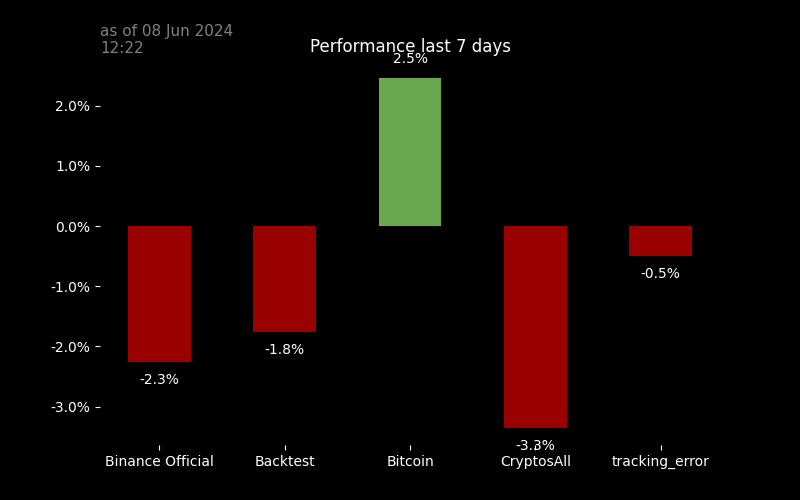 as of 08 Jun 2024
12:22
Performance last 7 days
2.5%
2.0%
1.0%
0.0%
-1.0%
-2.0%
-3.0%
-2.3%
-1.8%
-3.3%
-0.5%
Binance Official
Backtest
Bitcoin
CryptosAll
tracking_error